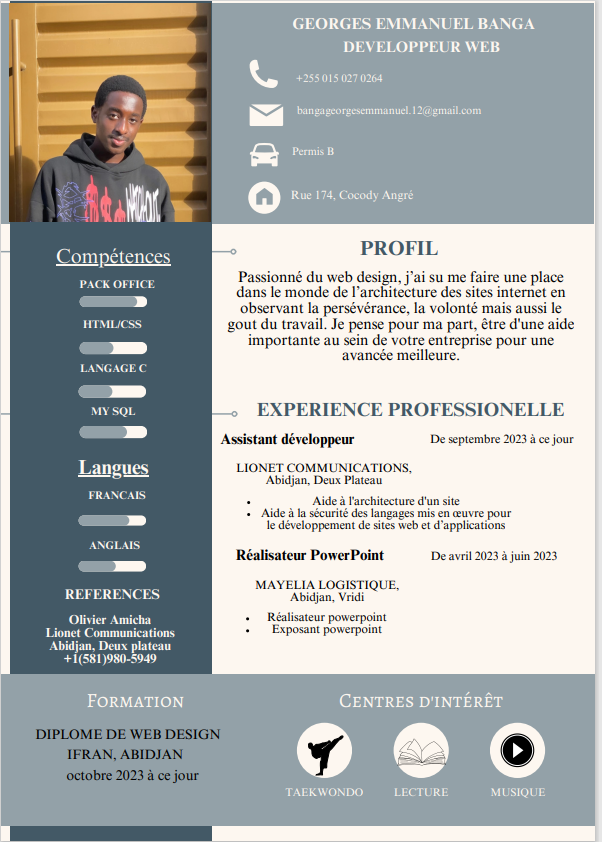 GEORGES EMMANUEL BANGA
DEVELOPPEUR WEB
+255 015 027 0264
bangageorgesemmanuel.12@gmail.com
Permis B
Rue 174, Cocody Angré
Compétences
PACK OFFICE
HTML/CSS
LANGAGE C
MY SQL
Langues
FRANCAIS
ANGLAIS
REFERENCES
Olivier Amicha
Lionet Communications
Abidjan, Deux plateau
+1(581)980-5949
PROFIL
Passionné du web design, j'ai su me faire une place
dans le monde de l'architecture des sites internet en
observant la persévérance, la volonté mais aussi le
gout du travail. Je pense pour ma part, être d'une aide
importante au sein de votre entreprise pour une
avancée meilleure.
EXPERIENCE PROFESSIONELLE
Assistant développeur De septembre 2023 à ce jour
LIONET COMMUNICATIONS,
Abidjan, Deux Plateau
• Aide à l'architecture d'un site
• Aide à la sécurité des langages mis en œuvre pour
le développement de sites web et d'applications
Réalisateur PowerPoint De avril 2023 à juin 2023
MAYELIA LOGISTIQUE,
Abidjan, Vridi
• Réalisateur powerpoint
• Exposant powerpoint
Formation
DIPLOME DE WEB DESIGN
IFRAN, ABIDJAN
octobre 2023 à ce jour
Centres d'intérêt
TAEKWONDO
LECTURE
MUSIQUE